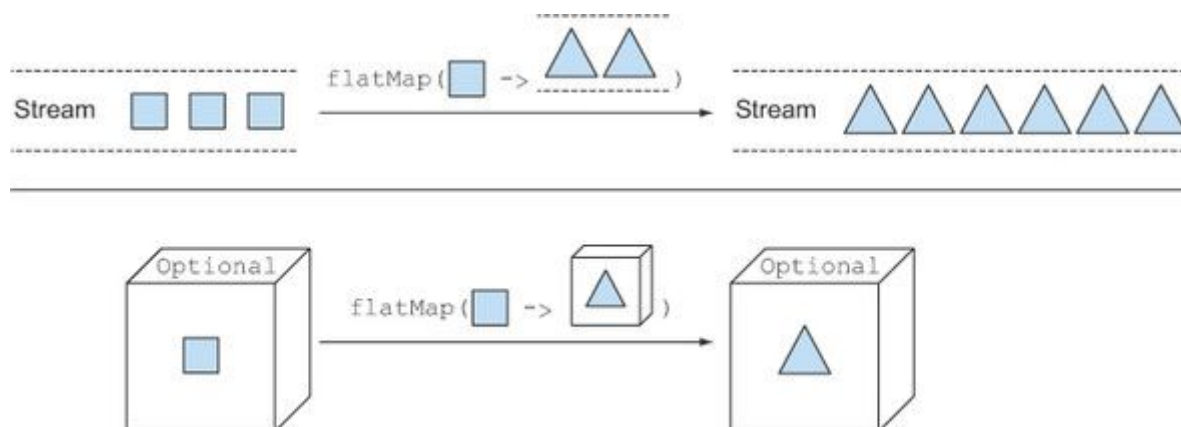 flatMap( -> )
Stream
Stream
Optional
Optional
flatMap( -> )